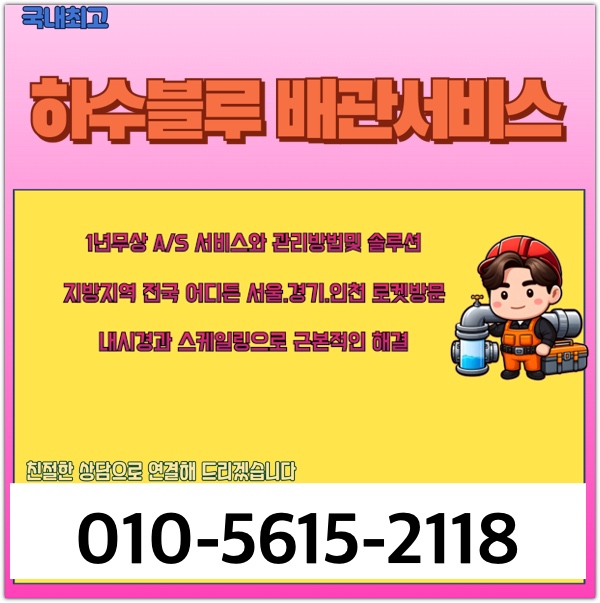 국내최고
하수블루 배관서비스
1년무상 A/S 서비스와 관리방법및 솔루션
지방지역 전국 어디든 서울.경기.인천 로켓방문
내시경과 스케일링으로 근본적인 해결
친절한 상담으로 연결해 드리겠습니다
010-5615-2118